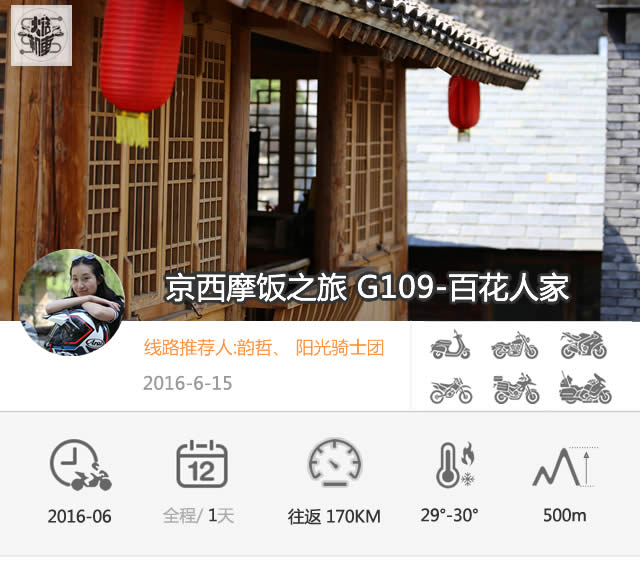 京西摩饭之旅 G109-百花人家
线路推荐人:韵哲、 阳光骑士团
2016-6-15
12
2016-06
全程/ 1天
往返 170KM
29°-30°
500m
Arai